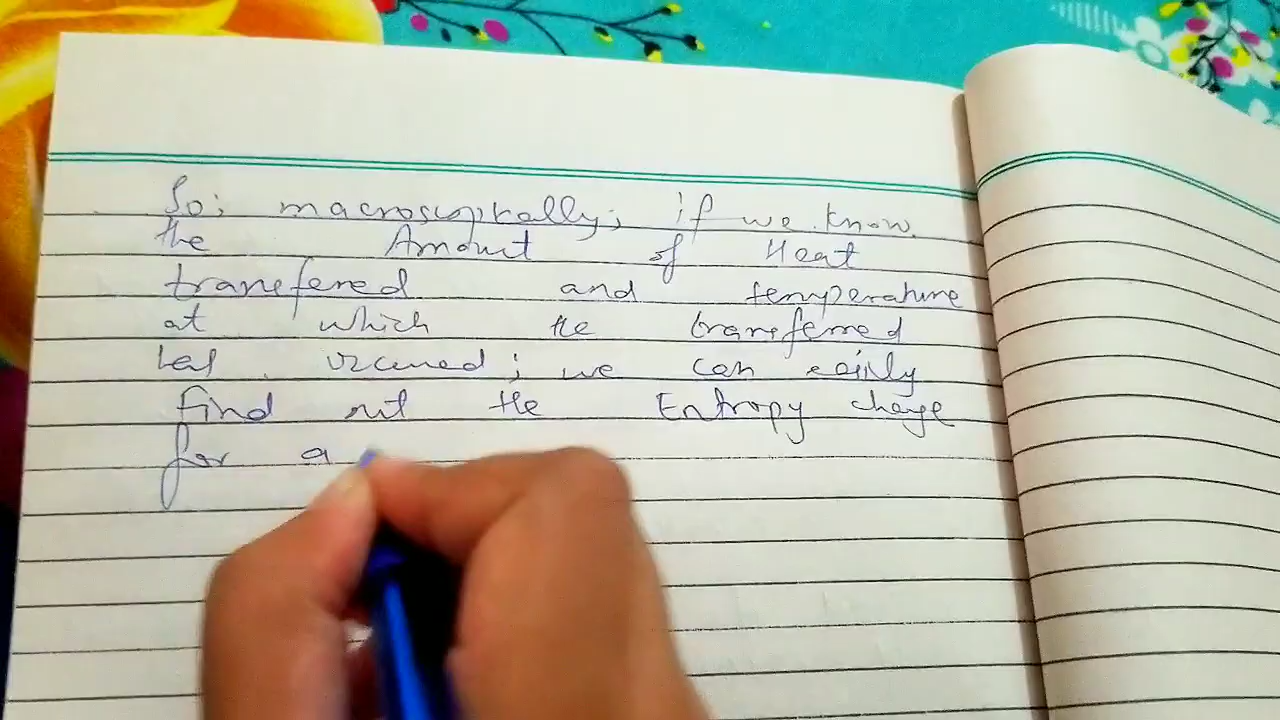 So; macroscopically; if we know
the Amount of Heat
transfered and temperature
at which the transferred
has occured; we can easily
find out the Entropy change
for a